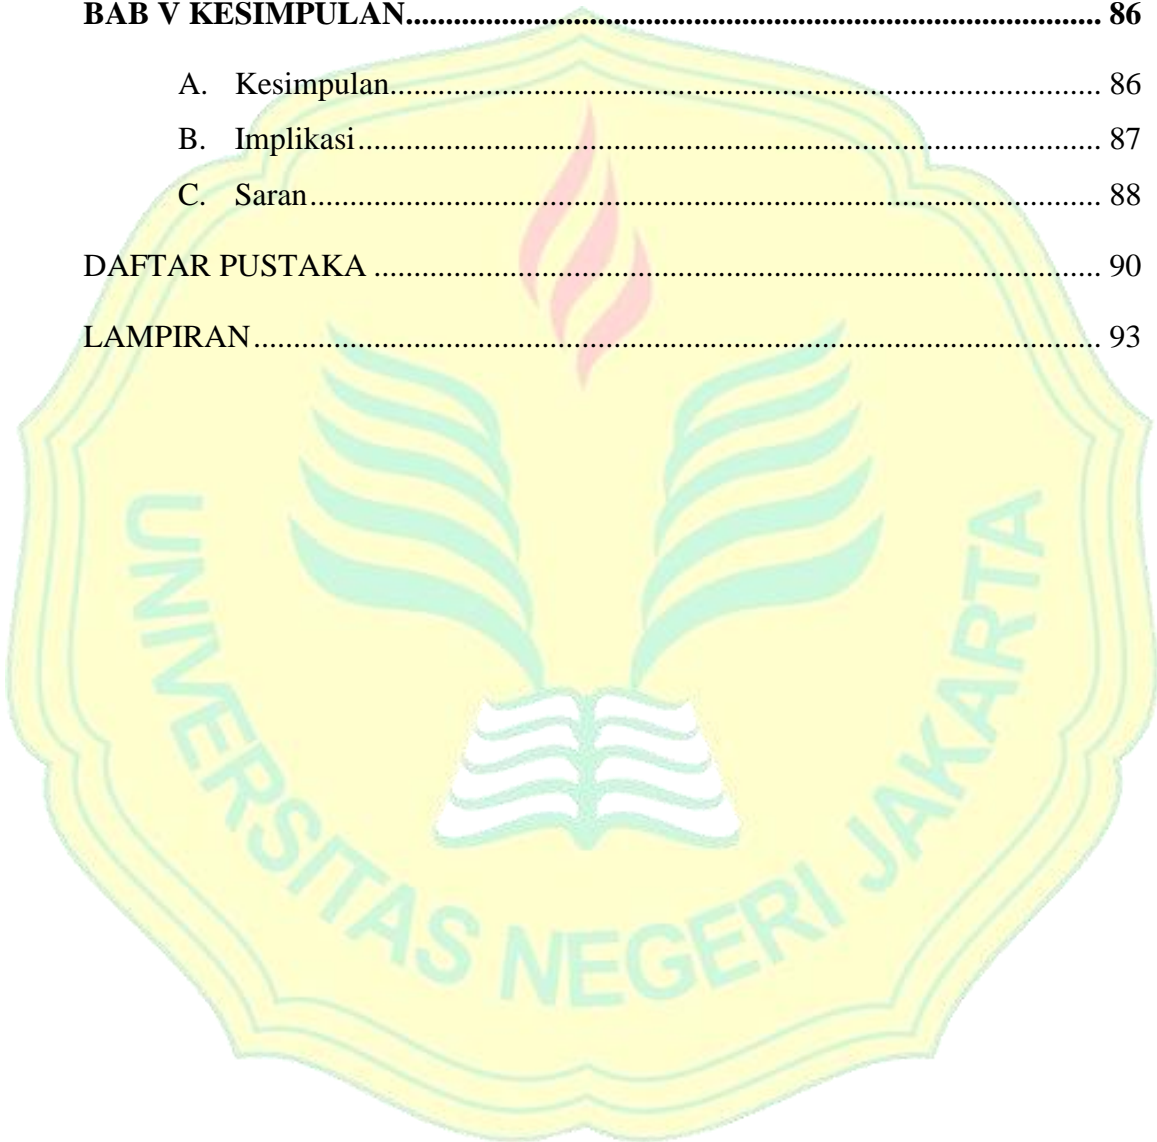 BAB V KESIMPULAN........................................................................................ 86
A. Kesimpulan.......................................................................................... 86
B. Implikasi.............................................................................................. 87
C. Saran.................................................................................................... 88
DAFTAR PUSTAKA ............................................................................................ 90
LAMPIRAN........................................................................................................... 93
UNIVERSITAS NEGERI JAKARTA